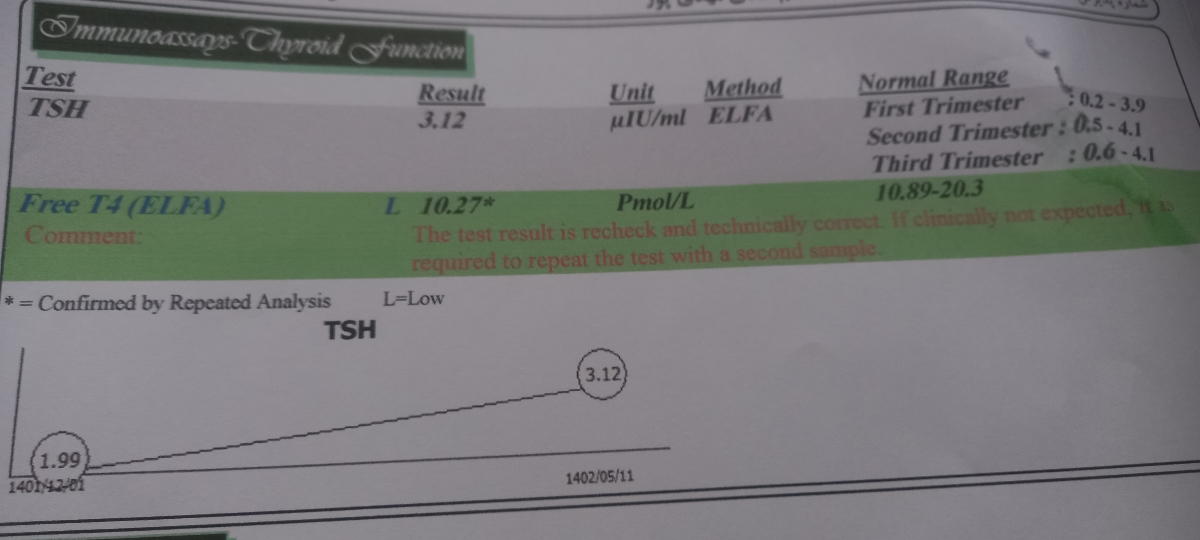 Immunoassays-Thyroid Function
Test Result Unit Method Normal Range
TSH 3.12 µIU/ml ELFA First Trimester : 0.2 - 3.9
Second Trimester : 0.5 - 4.1
Third Trimester : 0.6 - 4.1
Free T4 (ELFA) L 10.27* Pmol/L 10.89-20.3
Comment: The test result is recheck and technically correct. If clinically not expected, it is
required to repeat the test with a second sample.
* = Confirmed by Repeated Analysis L=Low
TSH
3.12
1.99
1401/12/01 1402/05/11